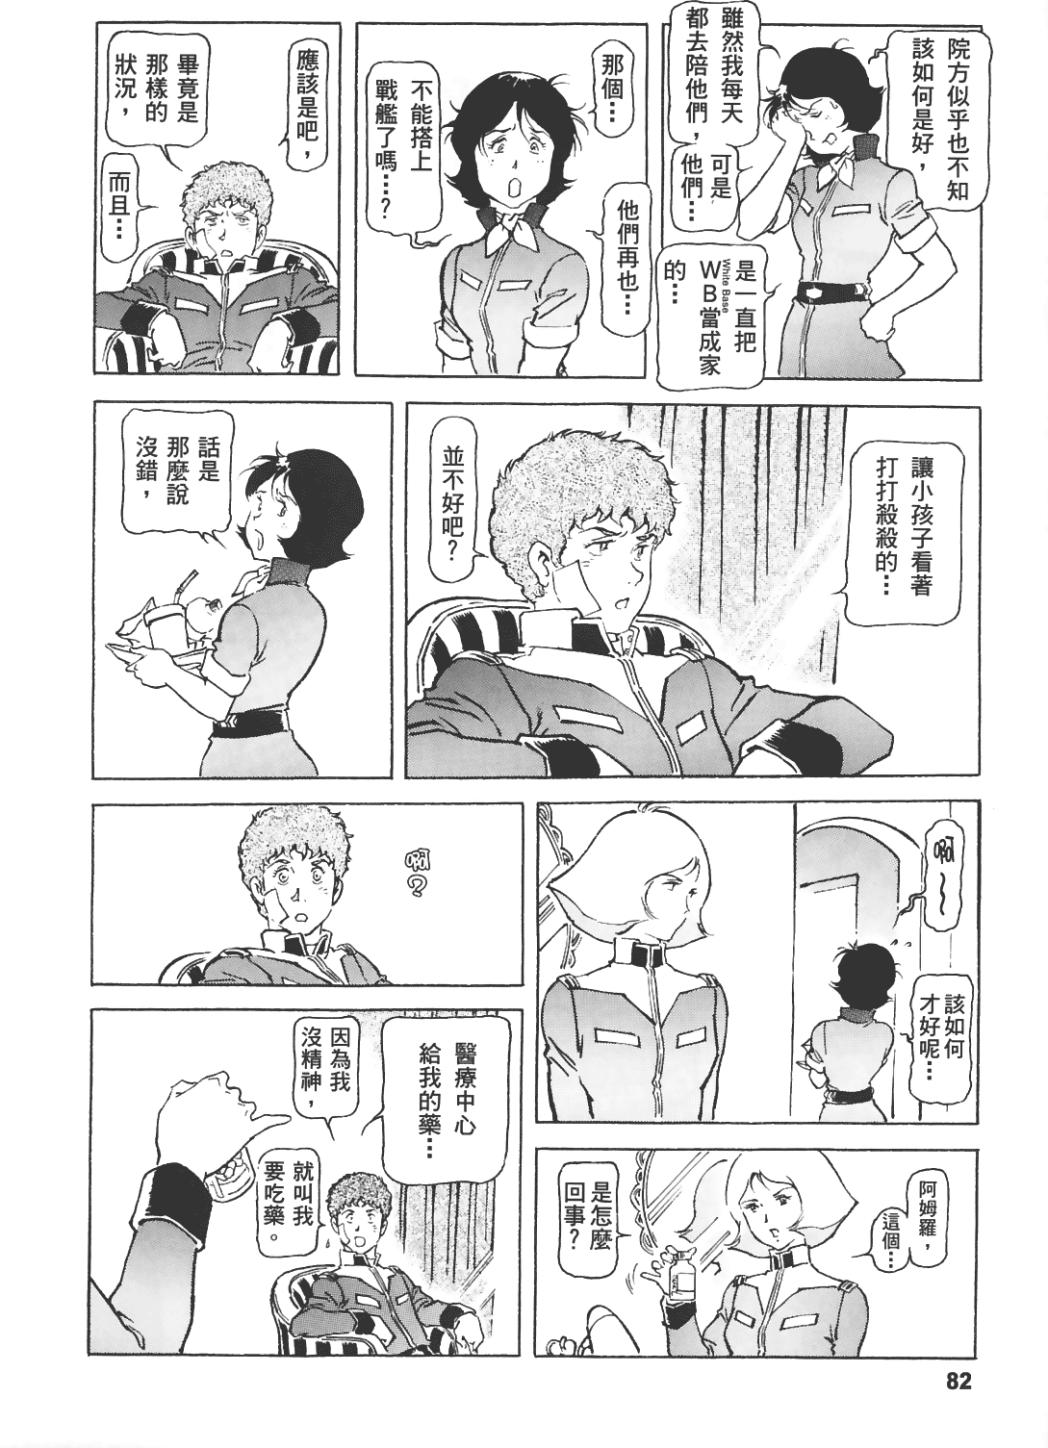 院方似乎也不知
該如何是好，
雖然我每天
都去陪他們，
可是
他們…
是一直把
WB當成家
White Base
的…
那個…
他們再也…
不能搭上
戰艦了嗎…？
應該是吧，
畢竟是
那樣的
狀況，
而且…
讓小孩子看著
打打殺殺的…
並不好吧？
話是
那麼說
沒錯，
啊～
該如何
才好呢…
啊？
阿姆羅，
這個…
是怎麼
回事？
醫療中心
給我的藥…
因為我
沒精神，
就叫我
要吃藥。
82